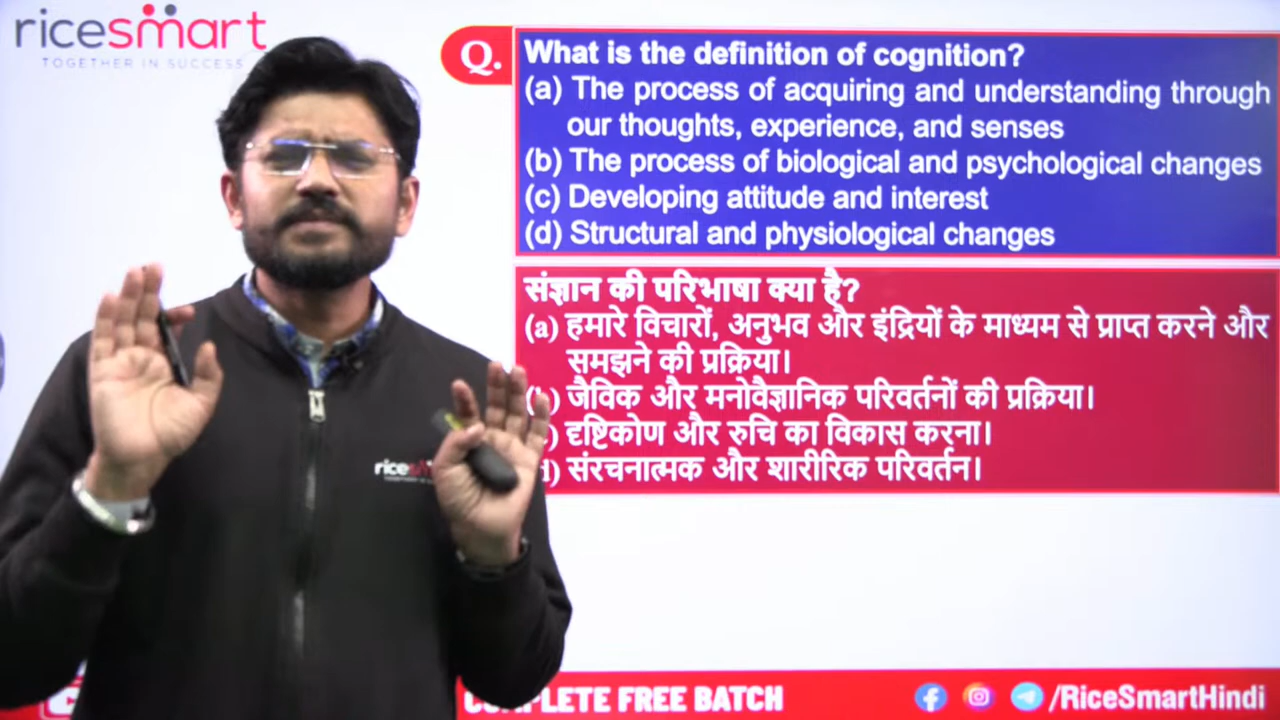 ricesmart
TOGETHER IN SUCCESS
Q. What is the definition of cognition?
(a) The process of acquiring and understanding through
our thoughts, experience, and senses
(b) The process of biological and psychological changes
(c) Developing attitude and interest
(d) Structural and physiological changes
संज्ञान की परिभाषा क्या है?
(a) हमारे विचारों, अनुभव और इंद्रियों के माध्यम से प्राप्त करने और
समझने की प्रक्रिया।
जैविक और मनोवैज्ञानिक परिवर्तनों की प्रक्रिया।
दृष्टिकोण और रुचि का विकास करना।
संरचनात्मक और शारीरिक परिवर्तन।
FREE BATCH
/RiceSmartHindi